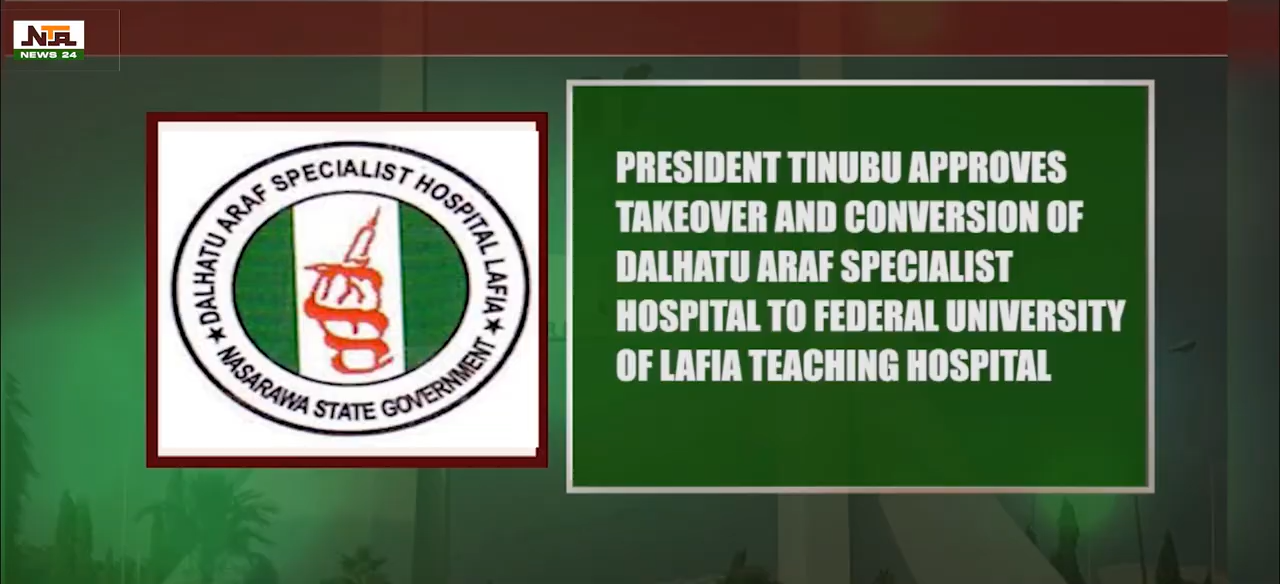 NTA
NEWS 24
DALHATU ARAF SPECIALIST HOSPITAL LAFIA
NASARAWA STATE GOVERNMENT
PRESIDENT TINUBU APPROVES
TAKEOVER AND CONVERSION OF
DALHATU ARAF SPECIALIST
HOSPITAL TO FEDERAL UNIVERSITY
OF LAFIA TEACHING HOSPITAL